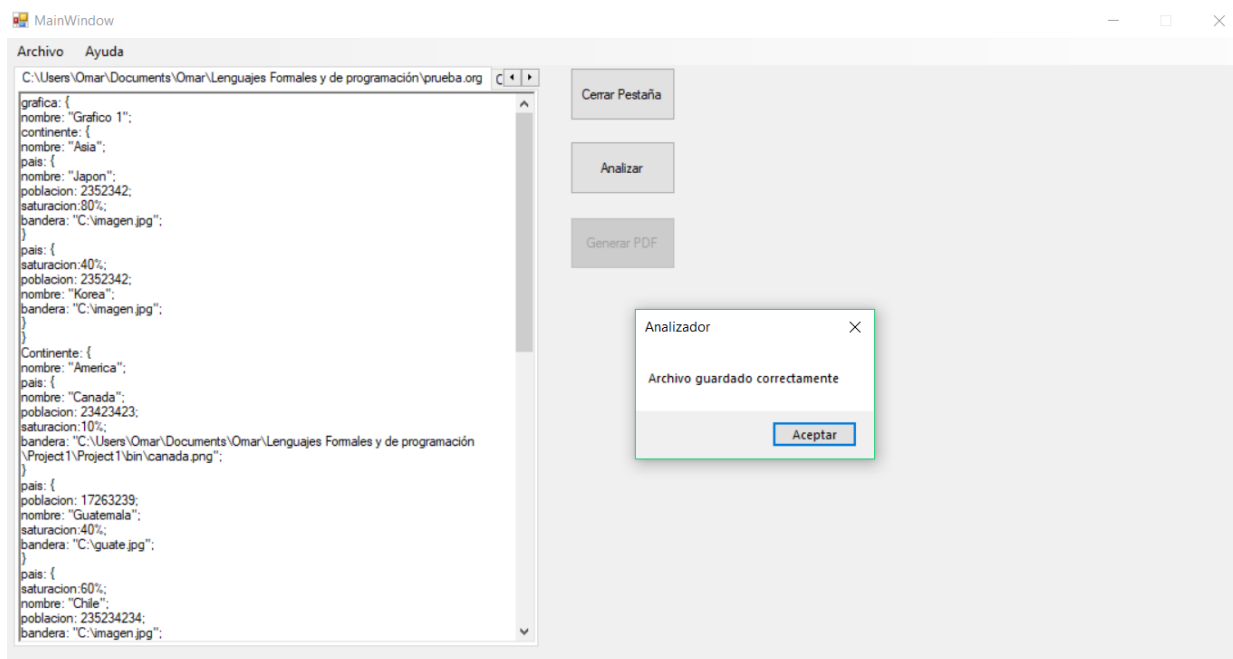 MainWindow
Archivo Ayuda
C:\Users\Omar\Documents\Omar\Lenguajes Formales y de programación\prueba.org
grafica: {
nombre: "Grafico 1";
continente: {
nombre: "Asia";
pais: {
nombre: "Japon";
poblacion: 2352342;
saturacion:80%;
bandera: "C:\imagen.jpg";
}
pais: {
saturacion:40%;
poblacion: 2352342;
nombre: "Korea";
bandera: "C:\imagen.jpg";
}
}
Continente: {
nombre: "America";
pais: {
nombre: "Canada";
poblacion: 23423423;
saturacion:10%;
bandera: "C:\Users\Omar\Documents\Omar\Lenguajes Formales y de programación
\Project1\Project1\bin\canada.png";
}
pais: {
poblacion: 17263239;
nombre: "Guatemala";
saturacion:40%;
bandera: "C:\guate.jpg";
}
pais: {
saturacion:60%;
nombre: "Chile";
poblacion: 235234234;
bandera: "C:\imagen.jpg";
Cerrar Pestaña
Analizar
Generar PDF
Analizador
Archivo guardado correctamente
Aceptar